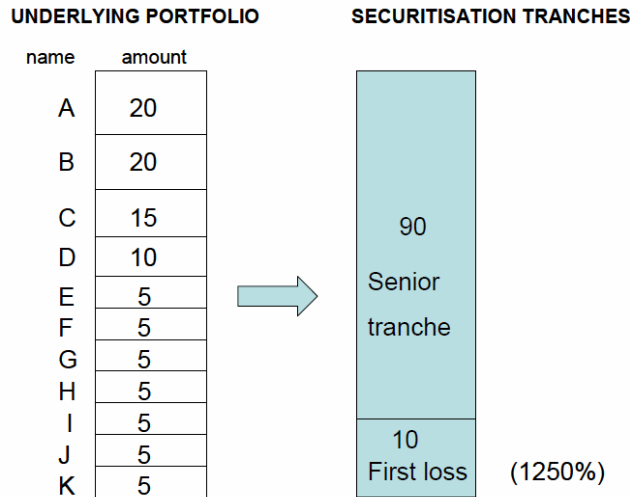 UNDERLYING PORTFOLIO SECURITISATION TRANCHES
name amount
A 20
B 20
C 15
D 10
E 5
F 5
G 5
H 5
I 5
J 5
K 5
90
Senior
tranche
10
First loss (1250%)